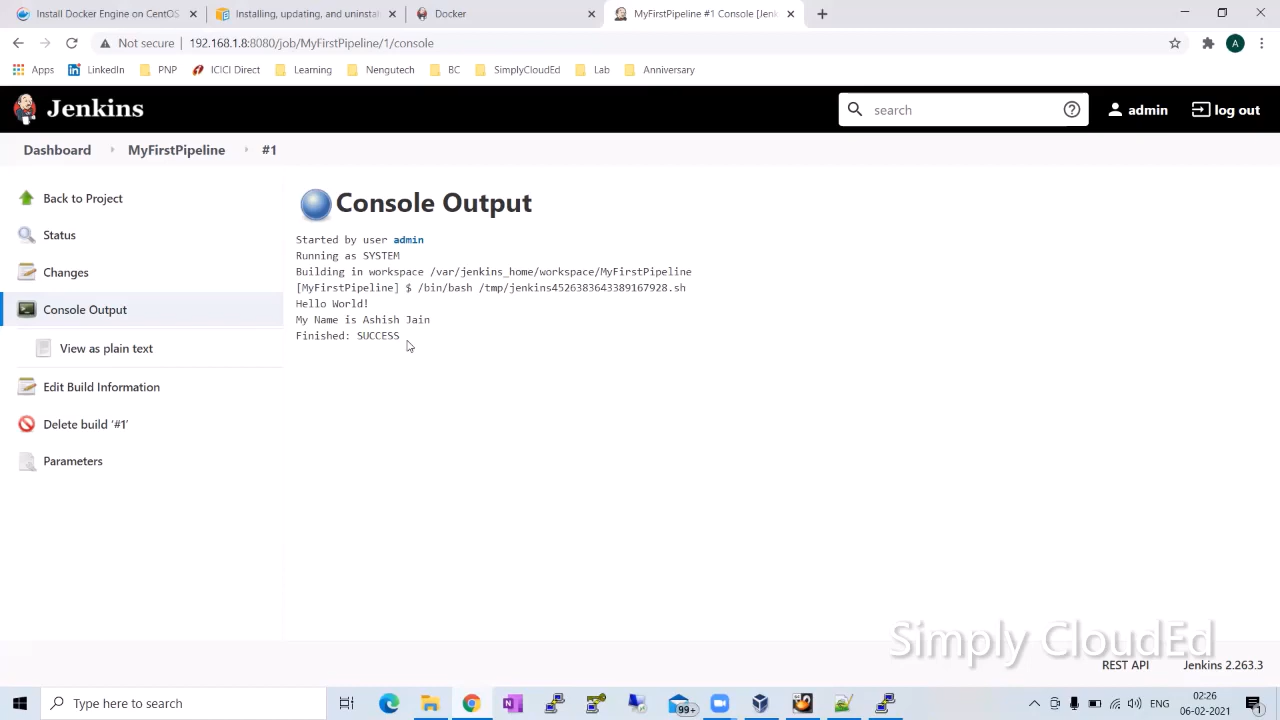 Install Docker Engine on CentOS
Installing, updating, and uninstal
Docker
MyFirstPipeline #1 Console [Jenk
Not secure
192.168.1.8:8080/job/MyFirstPipeline/1/console
A
Apps
LinkedIn
PNP
ICICI Direct
Learning
Nengutech
BC
SimplyCloudEd
Lab
Anniversary
Jenkins
search
admin
log out
Dashboard
MyFirstPipeline
#1
Back to Project
Status
Changes
Console Output
View as plain text
Edit Build Information
Delete build ‘#1’
Parameters
Console Output
Started by user admin
Running as SYSTEM
Building in workspace /var/jenkins_home/workspace/MyFirstPipeline
[MyFirstPipeline] $ /bin/bash /tmp/jenkins4526383643389167928.sh
Hello World!
My Name is Ashish Jain
Finished: SUCCESS
Simply CloudEd
REST API
Jenkins 2.263.3
Type here to search
99+
ENG
02:26
06-02-2021
1